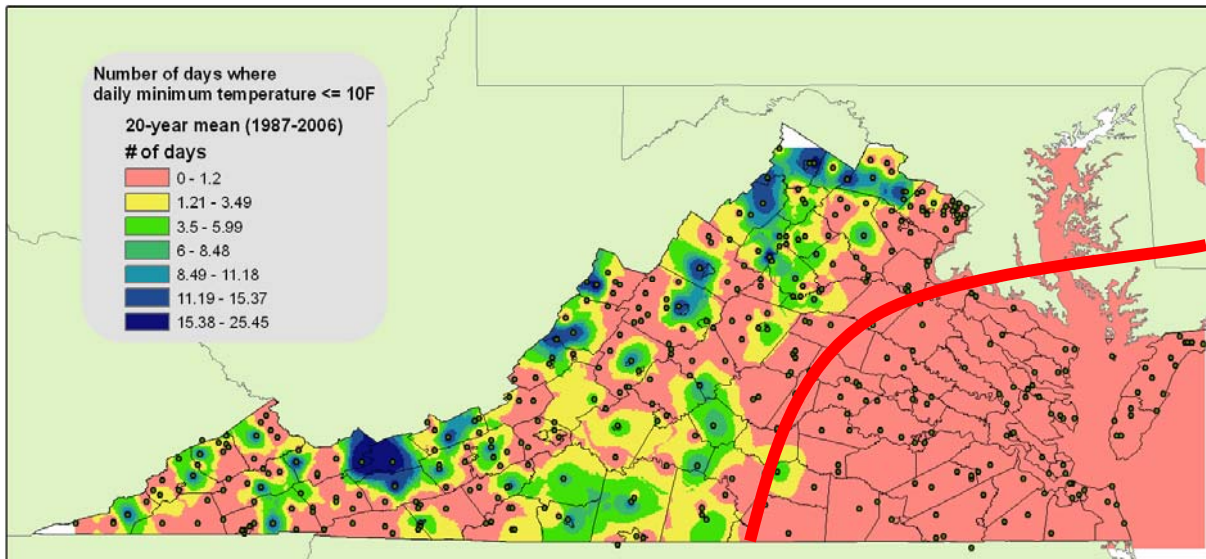 Number of days where
daily minimum temperature <= 10F
20-year mean (1987-2006)
# of days
0 - 1.2
1.21 - 3.49
3.5 - 5.99
6 - 8.48
8.49 - 11.18
11.19 - 15.37
15.38 - 25.45